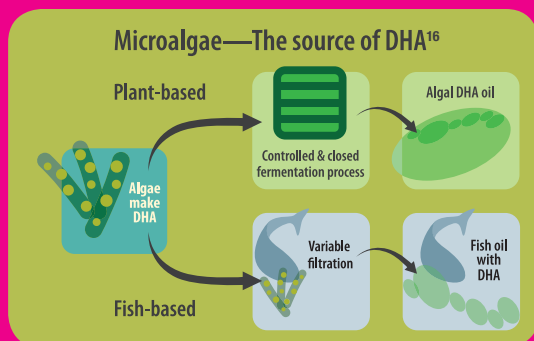 Microalgae—The source of DHA¹⁶
Plant-based
Controlled & closed
fermentation process
Algal DHA oil
Algae
make
DHA
Variable
filtration
Fish oil
with
DHA
Fish-based